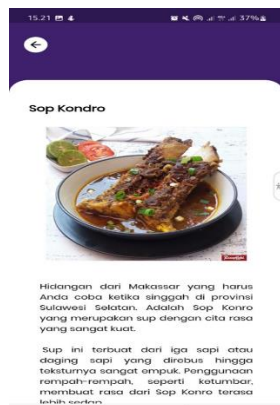 15.21
37%
Sop Kondro
Hidangan dari Makassar yang harus
Anda coba ketika singgah di provinsi
Sulawesi Selatan. Adalah Sop Konro
yang merupakan sup dengan cita rasa
yang sangat kuat.
Sup ini terbuat dari iga sapi atau
daging sapi yang direbus hingga
teksturnya sangat empuk. Penggunaan
rempah-rempah, seperti ketumbar,
membuat rasa dari Sop Konro terasa
lebih sedap